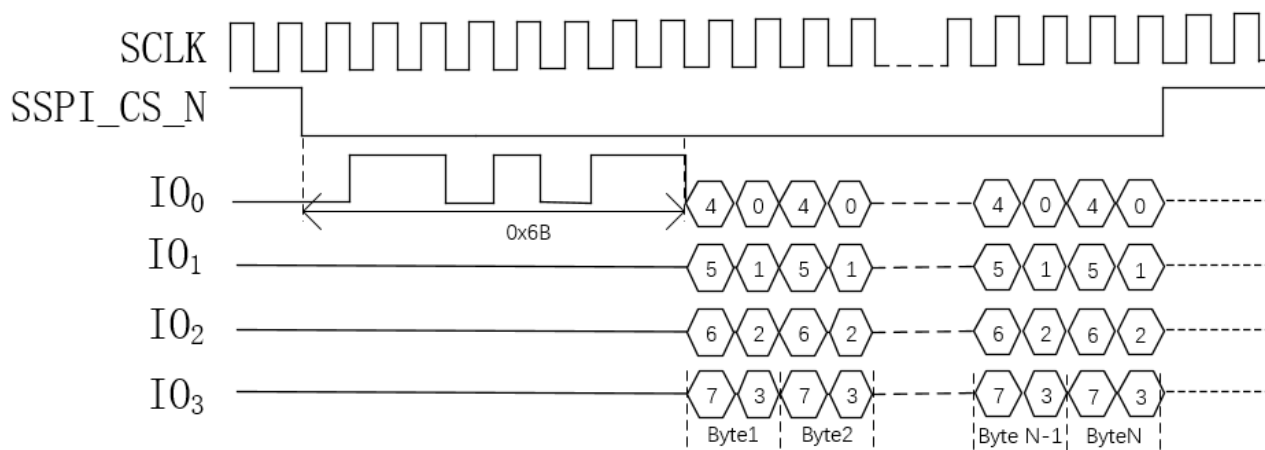 SCLK
SSPI_CS_N
IO₀ 4 0 4 0 4 0 4 0
0x6B
IO₁ 5 1 5 1 5 1 5 1
IO₂ 6 2 6 2 6 2 6 2
IO₃ 7 3 7 3 7 3 7 3
Byte1 Byte2 Byte N-1 ByteN